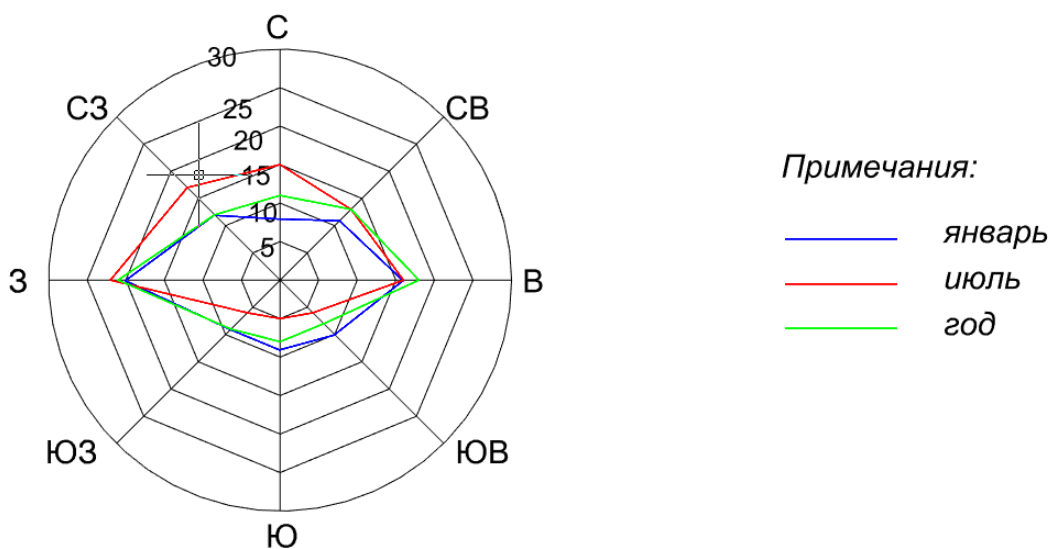 С
30
СЗ
СВ
25
20
15
10
5
З
В
ЮЗ
ЮВ
Ю
Примечания:
январь
июль
год